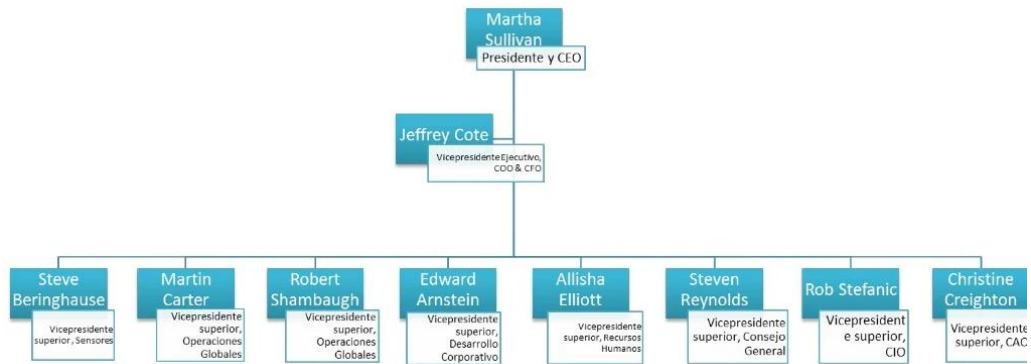 Martha
Sullivan
Presidente y CEO
Jeffrey Cote
Vicepresidente Ejecutivo,
COO & CFO
Steve
Beringhause
Vicepresidente
superior, Sensores
Martin
Carter
Vicepresidente
superior,
Operaciones
Globales
Robert
Shambaugh
Vicepresidente
superior,
Operaciones
Globales
Edward
Arnstein
Vicepresidente
superior,
Desarrollo
Corporativo
Allisha
Elliott
Vicepresidente
superior, Recursos
Humanos
Steven
Reynolds
Vicepresidente
superior, Consejo
General
Rob Stefanic
Vicepresident
e superior,
CIO
Christine
Creighton
Vicepresidente
superior, CAO